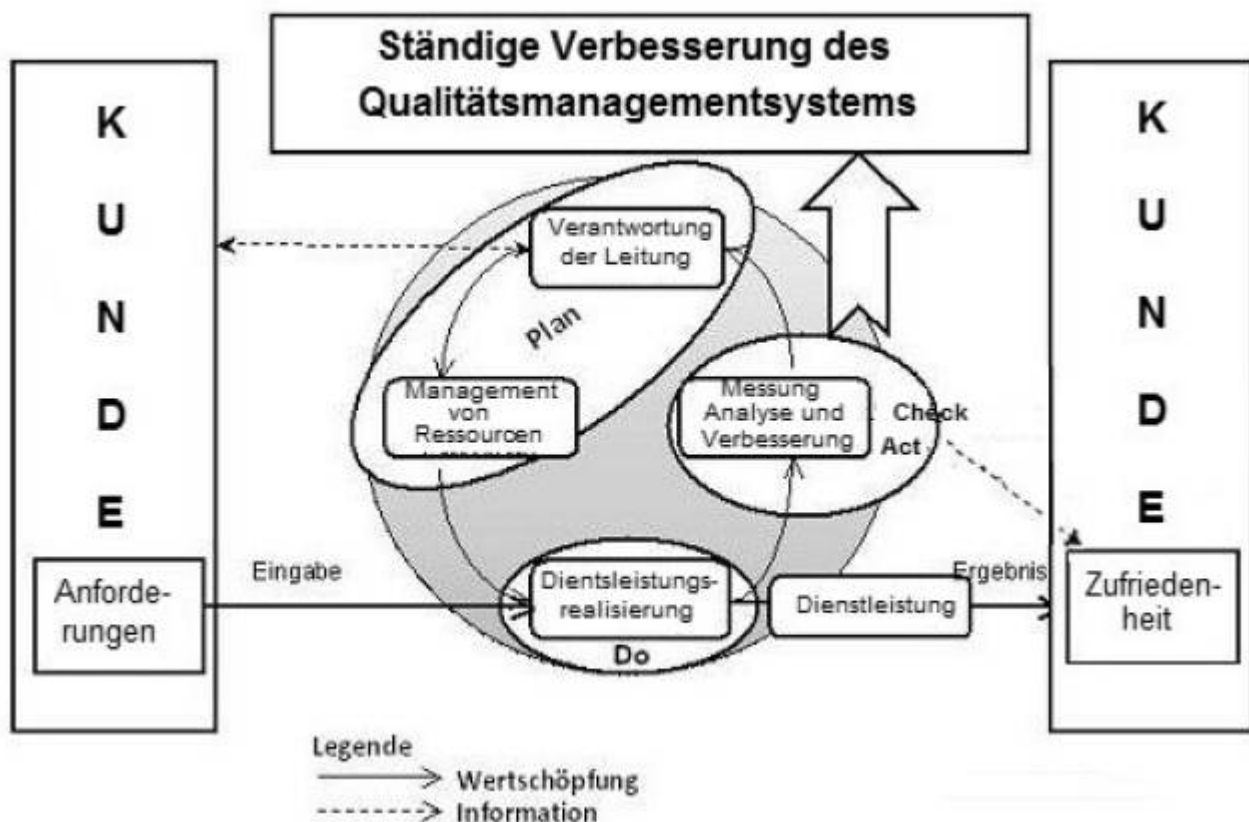 Ständige Verbesserung des
Qualitätsmanagementsystems
K
U
N
D
E
Anforde-
rungen
Eingabe
Verantwortung
der Leitung
Plan
Management
von
Ressourcen
Messung
Analyse und
Verbesserung
Check
Act
Dientsleistungs-
realisierung
Do
Dienstleistung
Ergebnis
K
U
N
D
E
Zufrieden-
heit
Legende
Wertschöpfung
Information